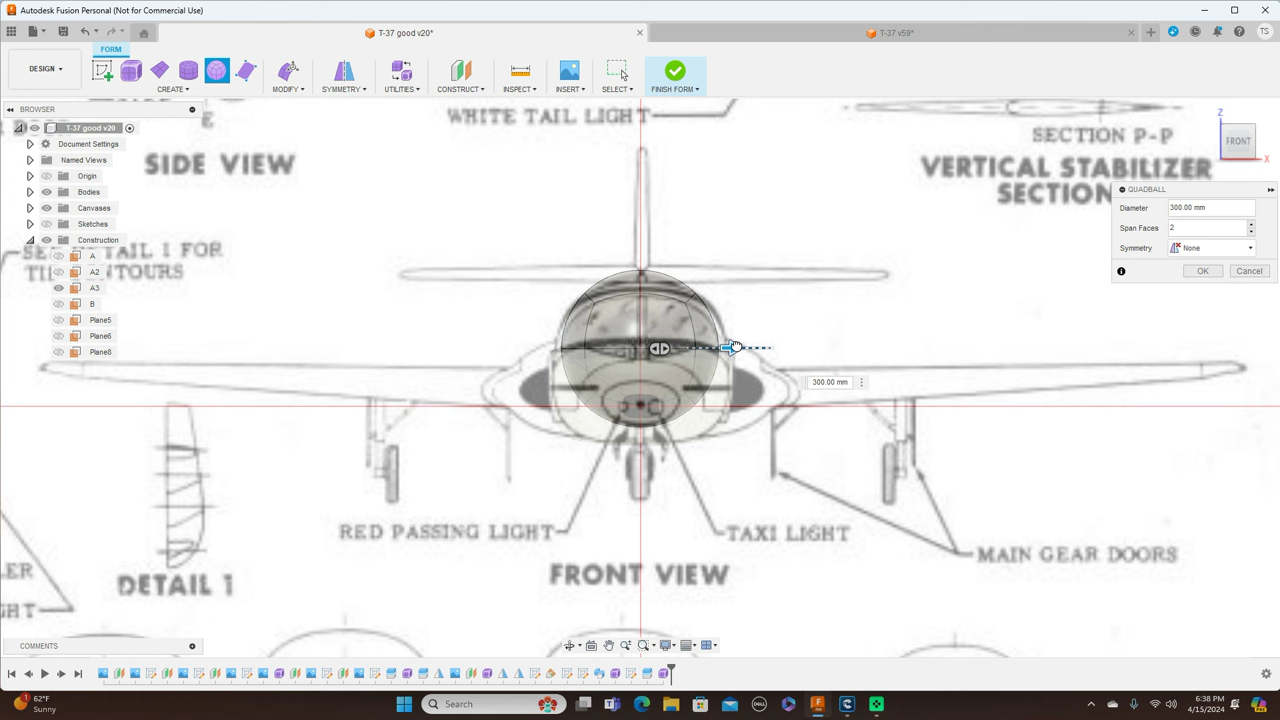 Autodesk Fusion Personal (Not for Commercial Use)
T-37 good v20*
T-37 v59*
TS
FORM
DESIGN
CREATE
MODIFY
SYMMETRY
UTILITIES
CONSTRUCT
INSPECT
INSERT
SELECT
FINISH FORM
BROWSER
T-37 good v20
Document Settings
Named Views
Origin
Bodies
Canvases
Sketches
Construction
A
A2
A3
B
Plane5
Plane6
Plane8
WHITE TAIL LIGHT
SECTION P-P
VERTICAL STABILIZER
SIDE VIEW
DETAIL 1 FOR
Z
FRONT
X
QUADBALL
Diameter 300.00 mm
Span Faces 2
Symmetry None
OK Cancel
300.00 mm
RED PASSING LIGHT
TAXI LIGHT
MAIN GEAR DOORS
FRONT VIEW
DETAIL 1
COMMENTS
62°F
Sunny
Search
6:38 PM
4/15/2024